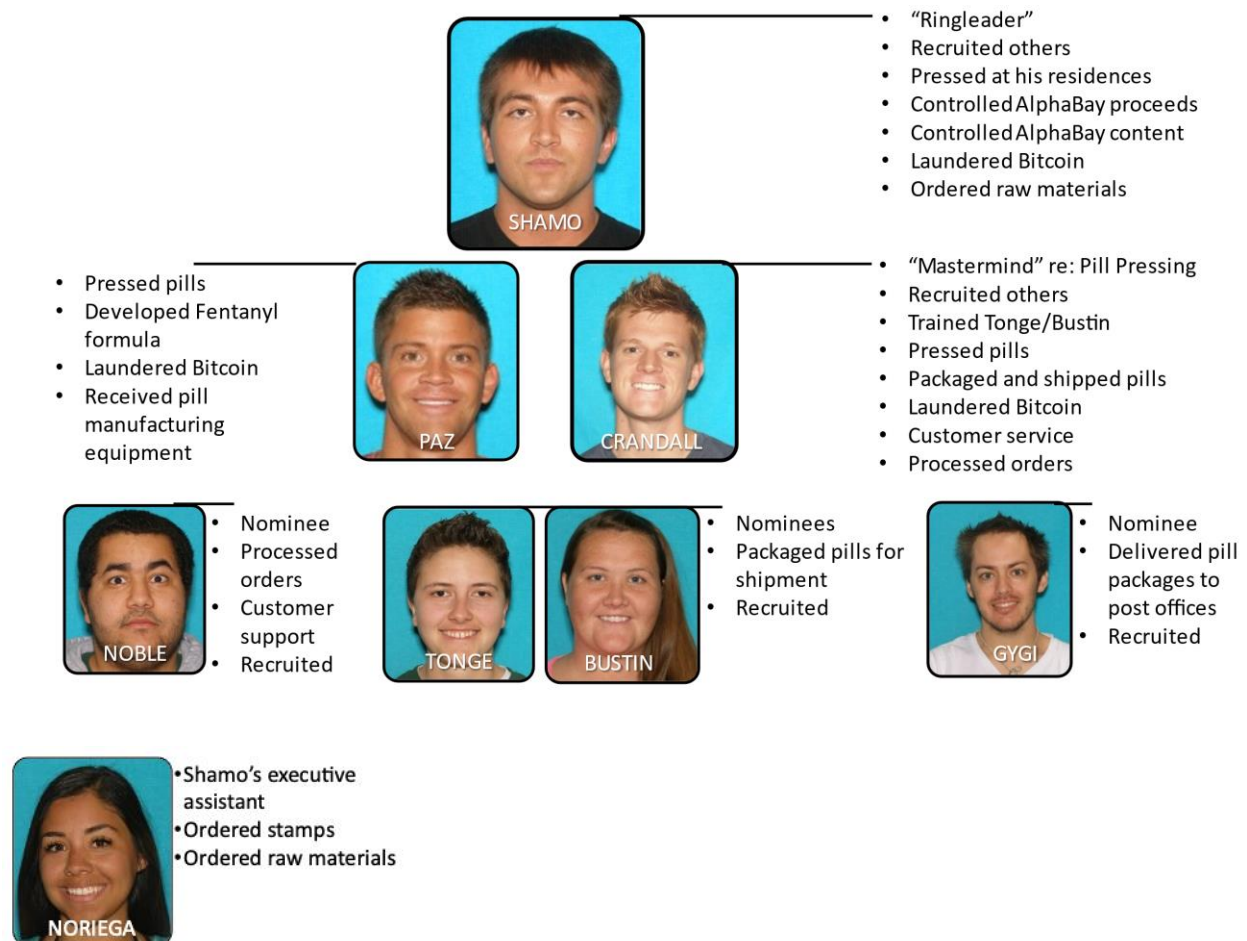 • “Ringleader”
• Recruited others
• Pressed at his residences
• Controlled AlphaBay proceeds
• Controlled AlphaBay content
• Laundered Bitcoin
• Ordered raw materials
SHAMO
• Pressed pills
• Developed Fentanyl
formula
• Laundered Bitcoin
• Received pill
manufacturing
equipment
PAZ
CRANDALL
• “Mastermind” re: Pill Pressing
• Recruited others
• Trained Tonge/Bustin
• Pressed pills
• Packaged and shipped pills
• Laundered Bitcoin
• Customer service
• Processed orders
NOBLE
• Nominee
• Processed
orders
• Customer
support
• Recruited
TONGE
BUSTIN
• Nominees
• Packaged pills for
shipment
• Recruited
GYGI
• Nominee
• Delivered pill
packages to
post offices
• Recruited
NORIEGA
•Shamo’s executive
assistant
•Ordered stamps
•Ordered raw materials